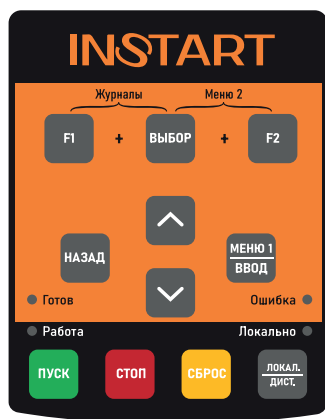 INSTART
Журналы Меню 2
F1 + ВЫБОР + F2
НАЗАД
МЕНЮ 1
ВВОД
Готов Ошибка
Работа Локально
ПУСК СТОП СБРОС ЛОКАЛ.
ДИСТ.